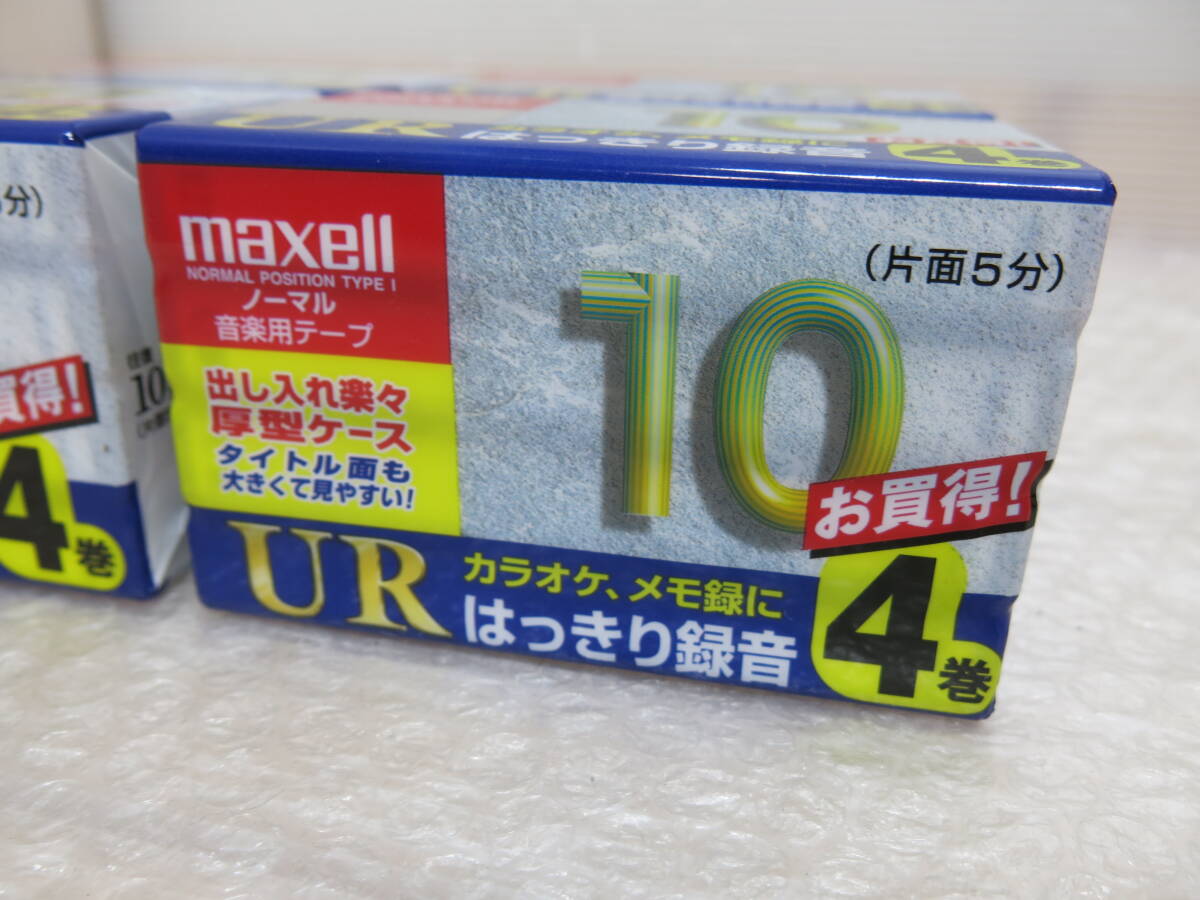 UR
10
はっきり録音
4巻
maxell
NORMAL POSITION TYPE I
ノーマル
音楽用テープ
出し入れ楽々
厚型ケース
タイトル面も
大きくて見やすい!
10
(片面5分)
お買得!
UR
カラオケ、メモ録に
はっきり録音
4巻
5分)
買得!
4巻
10